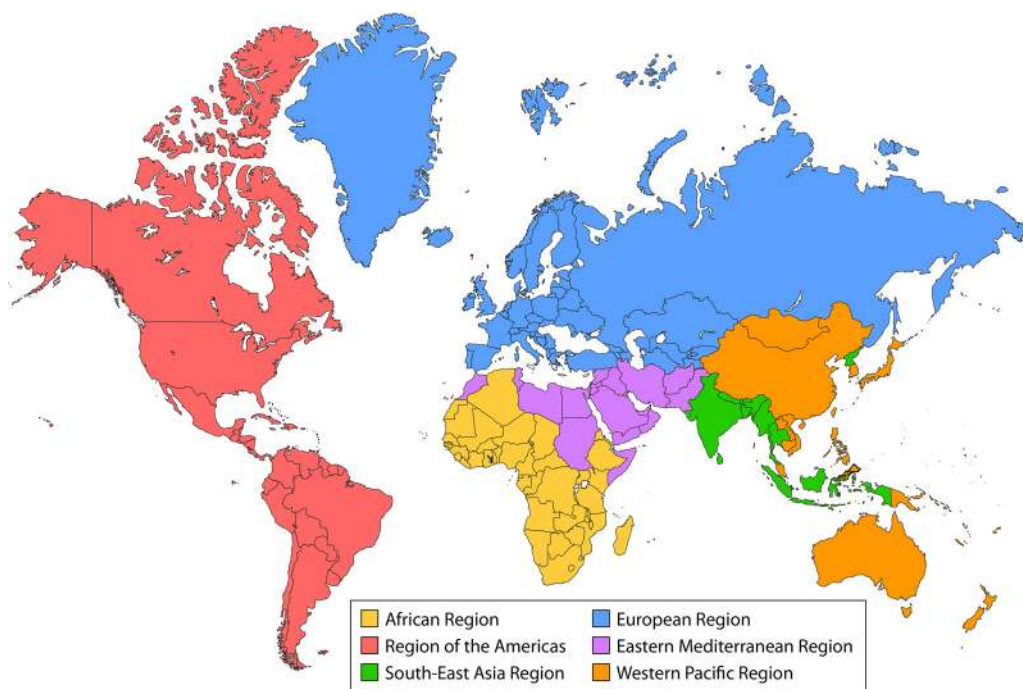 African Region
Region of the Americas
South-East Asia Region
European Region
Eastern Mediterranean Region
Western Pacific Region